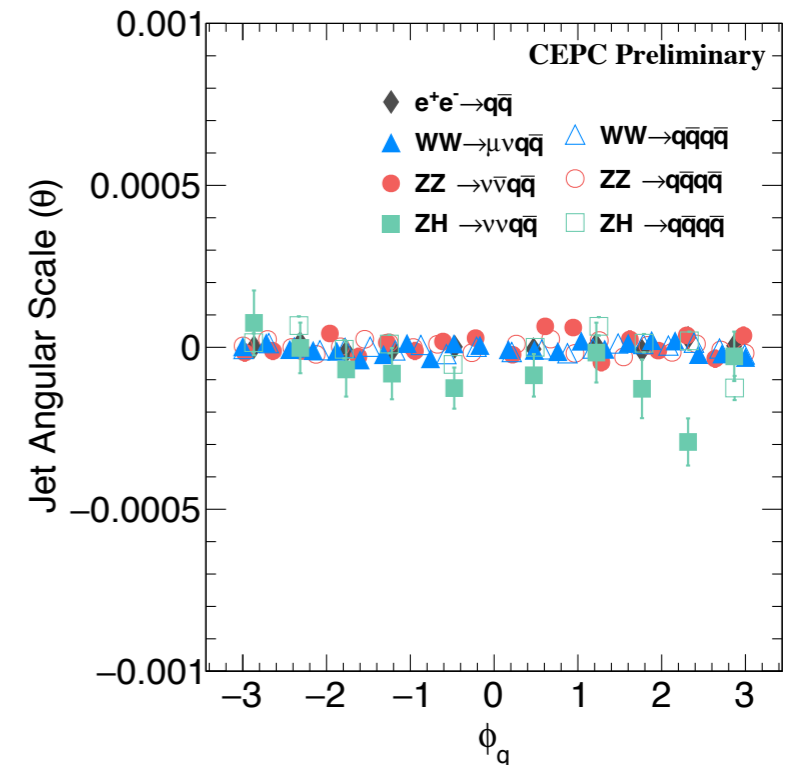 CEPC Preliminary
e⁺e⁻→qq̅
WW→μνqq̅
WW→qq̅qq̅
ZZ →νν̅qq̅
ZZ →qq̅qq̅
ZH →ννqq̅
ZH →qq̅qq̅
Jet Angular Scale (θ)
0.001
0.0005
0
−0.0005
−0.001
−3 −2 −1 0 1 2 3
ϕq